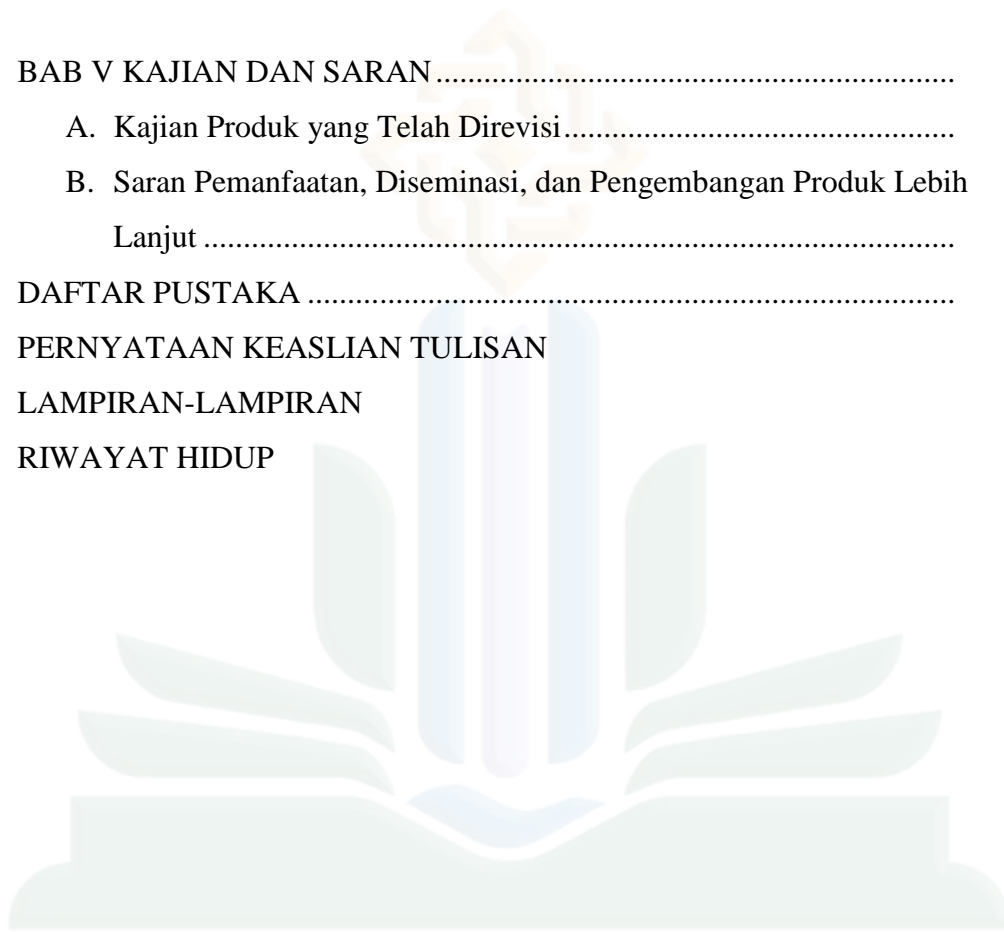 BAB V KAJIAN DAN SARAN................................................................
A. Kajian Produk yang Telah Direvisi................................................
B. Saran Pemanfaatan, Diseminasi, dan Pengembangan Produk Lebih
Lanjut .............................................................................................
DAFTAR PUSTAKA ................................................................................
PERNYATAAN KEASLIAN TULISAN
LAMPIRAN-LAMPIRAN
RIWAYAT HIDUP